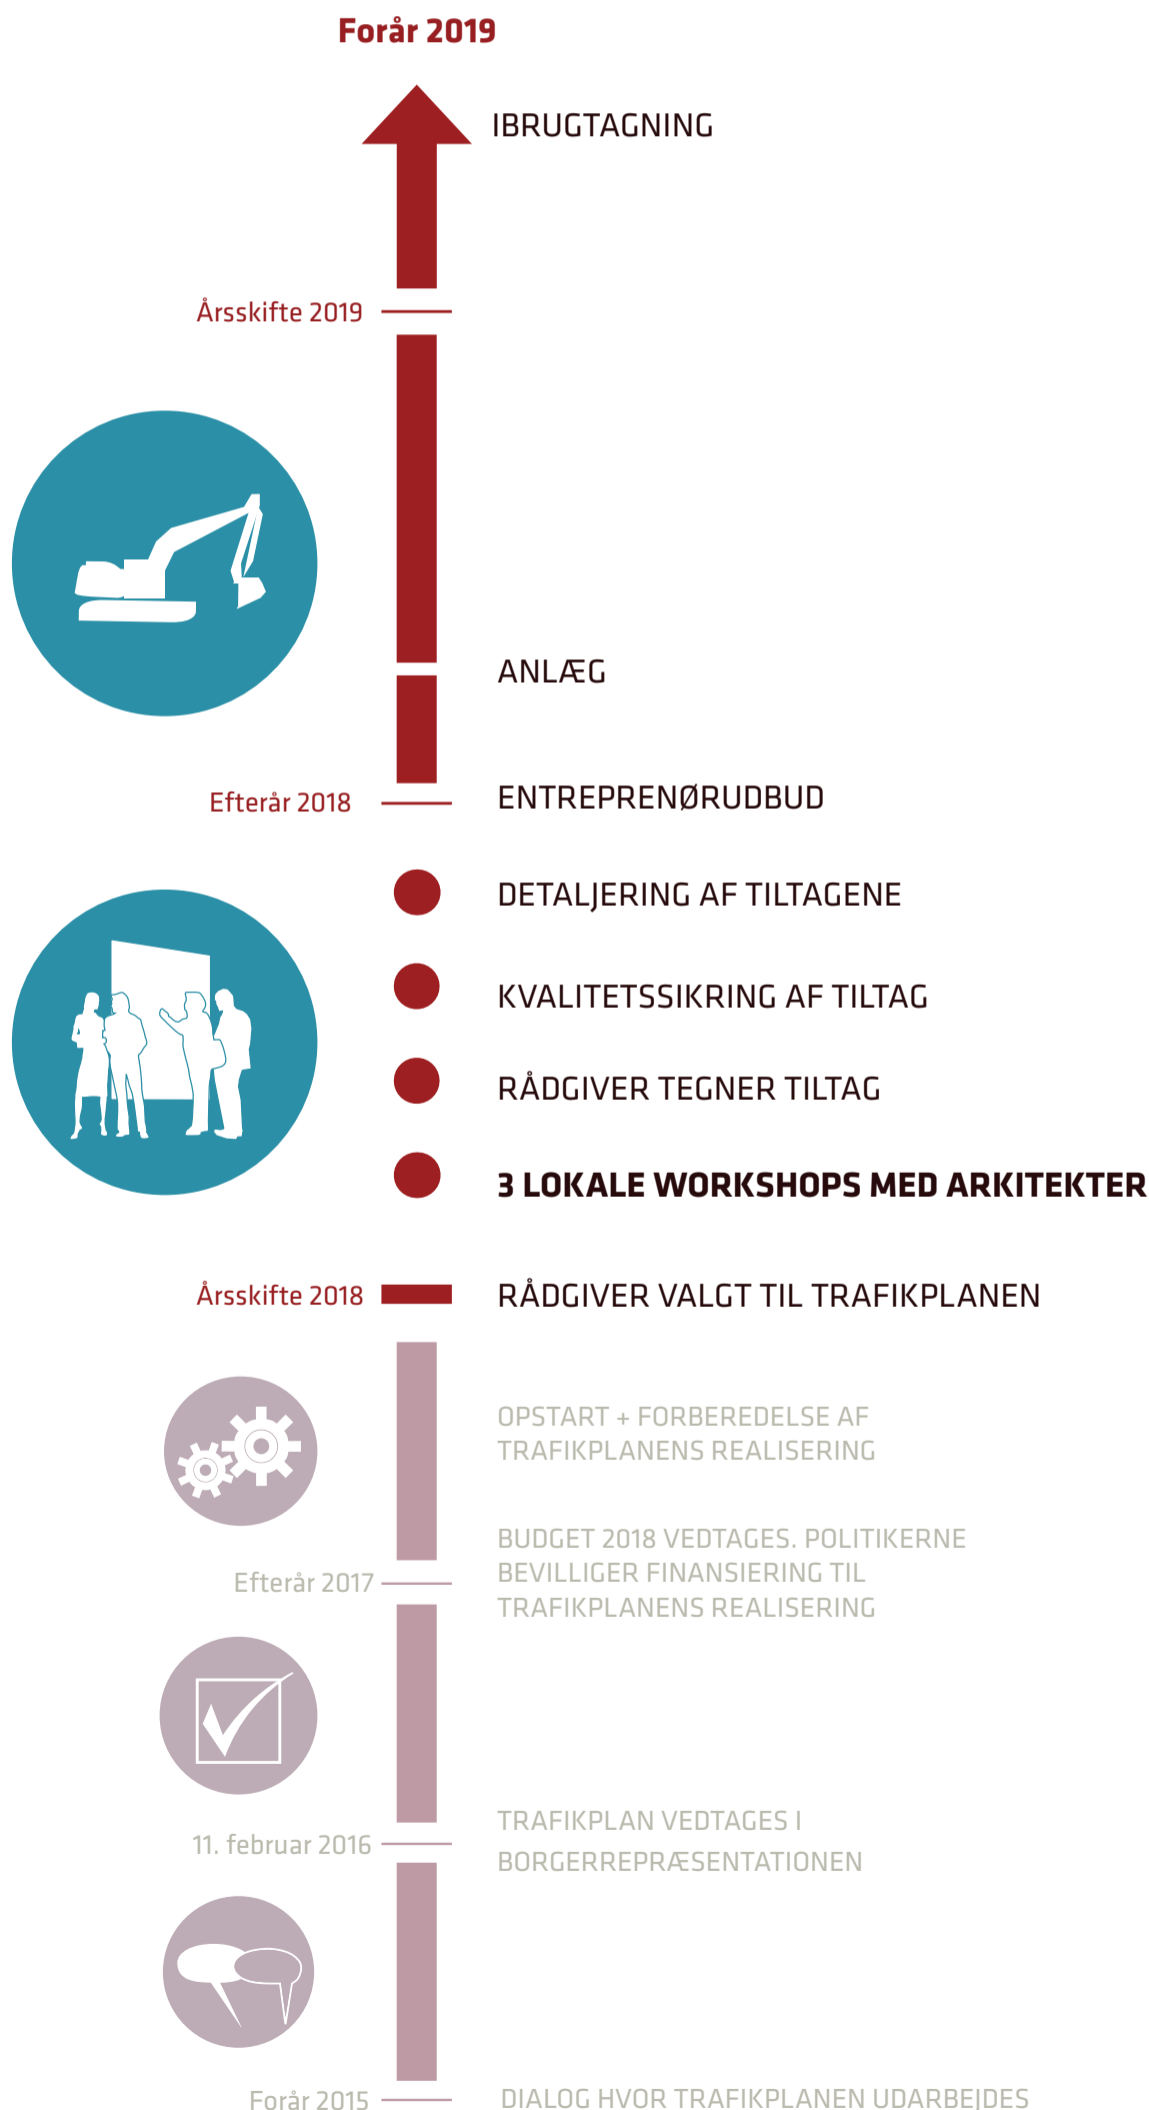 Forår 2019
IBRUGTAGNING
Årsskifte 2019
ANLÆG
Efterår 2018
ENTREPRENØRUDBUD
DETALJERING AF TILTAGENE
KVALITETSSIKRING AF TILTAG
RÅDGIVER TEGNER TILTAG
3 LOKALE WORKSHOPS MED ARKITEKTER
Årsskifte 2018
RÅDGIVER VALGT TIL TRAFIKPLANEN
OPSTART + FORBEREDELSE AF
TRAFIKPLANENS REALISERING
Efterår 2017
BUDGET 2018 VEDTAGES. POLITIKERNE
BEVILLIGER FINANSIERING TIL
TRAFIKPLANENS REALISERING
11. februar 2016
TRAFIKPLAN VEDTAGES I
BORGERREPRÆSENTATIONEN
Forår 2015
DIALOG HVOR TRAFIKPLANEN UDARBEJDES